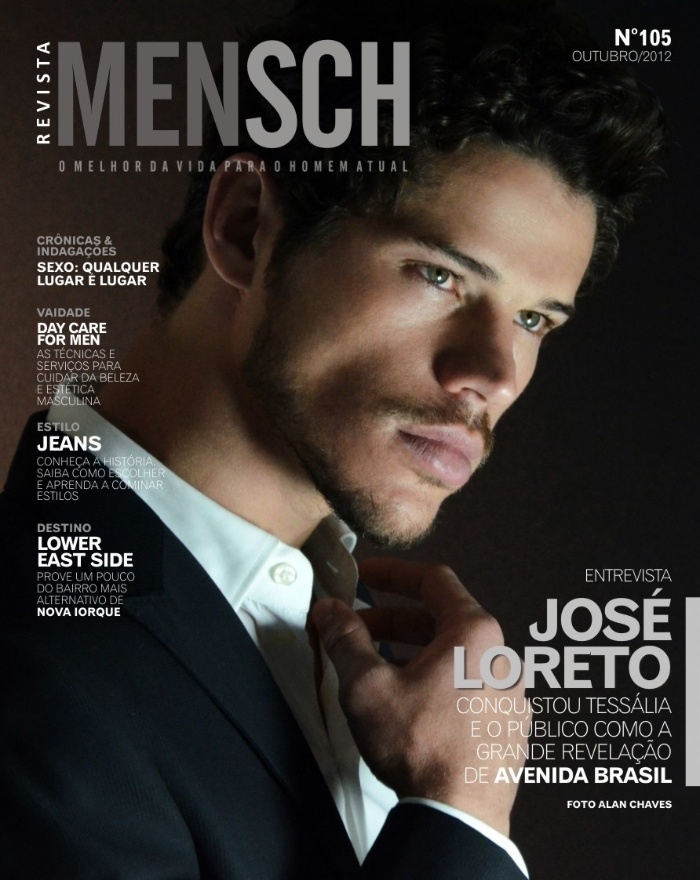 REVISTA
MENSCH
O MELHOR DA VIDA PARA O HOMEM ATUAL
Nº105
OUTUBRO/2012
CRÔNICAS &
INDAGAÇÕES
SEXO: QUALQUER
LUGAR É LUGAR
VAIDADE
DAY CARE
FOR MEN
AS TÉCNICAS E
SERVIÇOS PARA
CUIDAR DA BELEZA
E ESTÉTICA
MASCULINA
ESTILO
JEANS
CONHEÇA A HISTÓRIA,
SAIBA COMO ESCOLHER
E APRENDA A COMINAR
ESTILOS
DESTINO
LOWER
EAST SIDE
PROVE UM POUCO
DO BAIRRO MAIS
ALTERNATIVO DE
NOVA IORQUE
ENTREVISTA
JOSÉ
LORETO
CONQUISTOU TESSÁLIA
E O PÚBLICO COMO A
GRANDE REVELAÇÃO
DE AVENIDA BRASIL
FOTO ALAN CHAVES